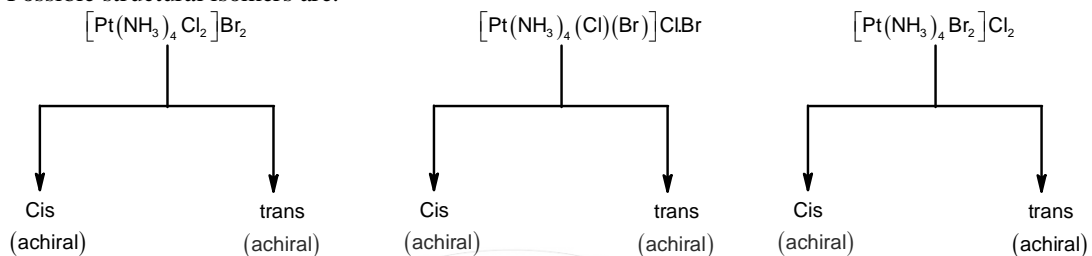 Possible structural isomers are:
[Pt(NH₃)₄Cl₂]Br₂ [Pt(NH₃)₄(Cl)(Br)]Cl.Br [Pt(NH₃)₄Br₂]Cl₂
Cis trans Cis trans Cis trans
(achiral) (achiral) (achiral) (achiral) (achiral) (achiral)